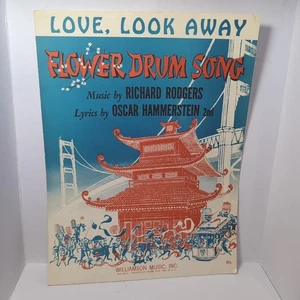 LOVE, LOOK AWAY
FLOWER DRUM SONG
Music by RICHARD RODGERS
Lyrics by OSCAR HAMMERSTEIN 2nd
WILLIAMSON MUSIC, INC.